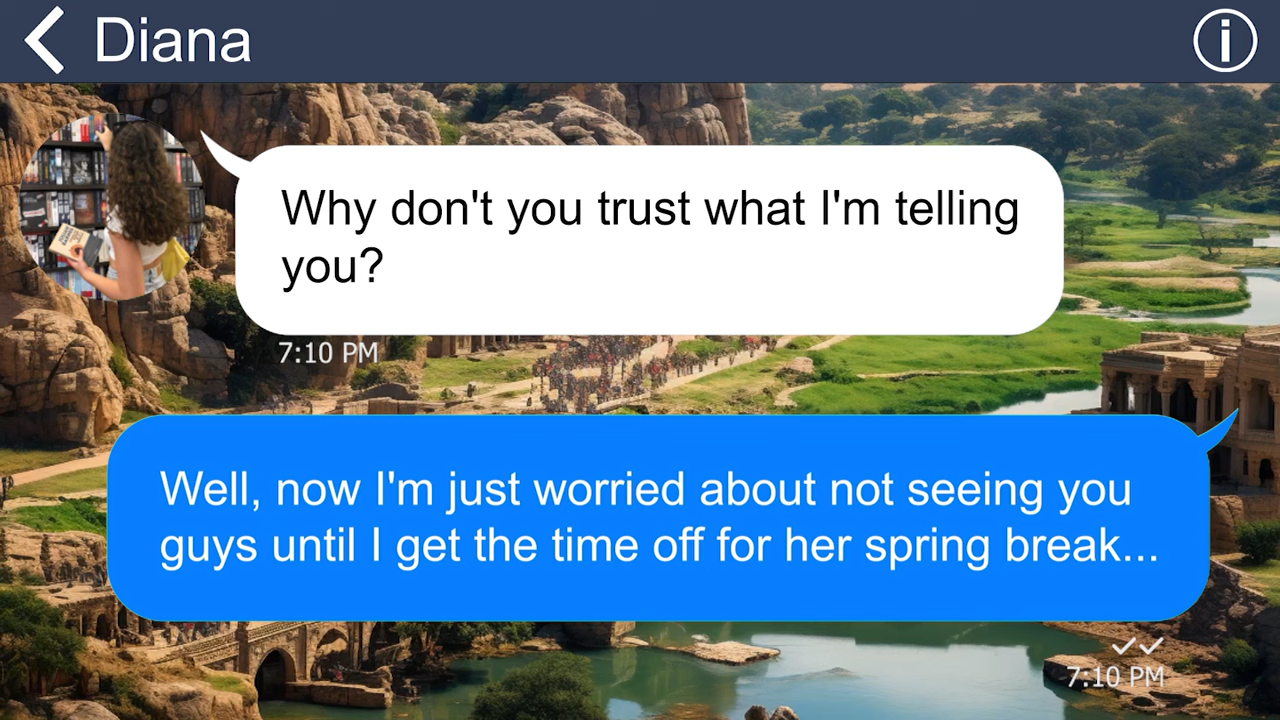 Diana
Why don't you trust what I'm telling
you?
7:10 PM
Well, now I'm just worried about not seeing you
guys until I get the time off for her spring break...
7:10 PM